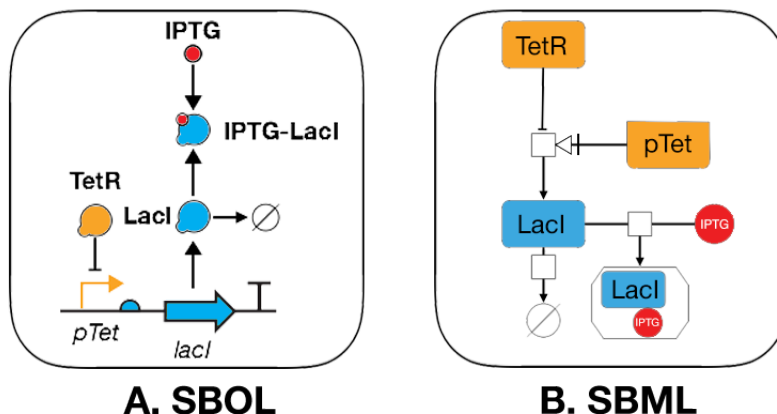 IPTG
IPTG-LacI
TetR
LacI
pTet
lacI
A. SBOL
TetR
pTet
LacI
IPTG
LacI
IPTG
B. SBML